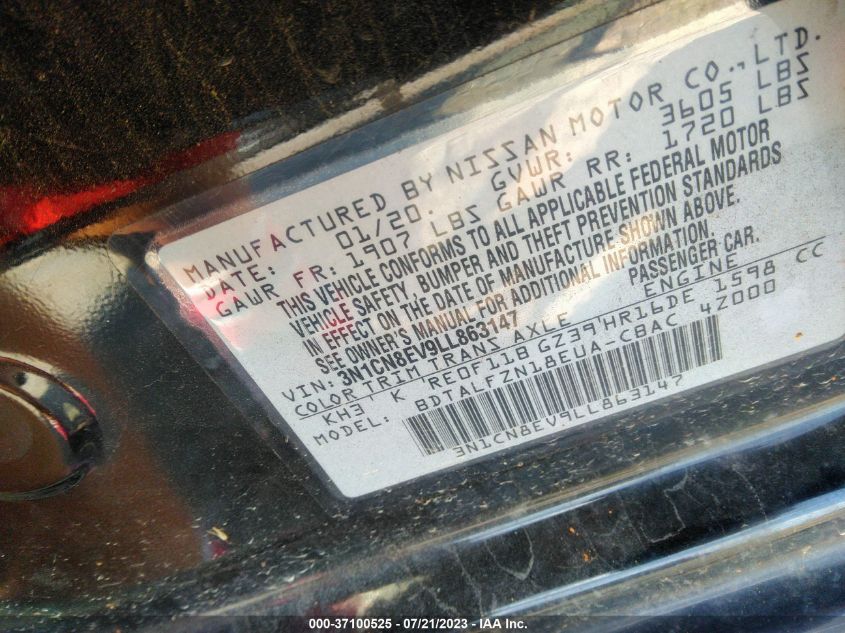 MANUFACTURED BY NISSAN MOTOR CO., LTD.
DATE: 01/20. GVWR: 3605 LBS
GAWR FR: 1907 LBS GAWR RR: 1720 LBS
THIS VEHICLE CONFORMS TO ALL APPLICABLE FEDERAL MOTOR
VEHICLE SAFETY, BUMPER AND THEFT PREVENTION STANDARDS
IN EFFECT ON THE DATE OF MANUFACTURE SHOWN ABOVE.
SEE OWNER'S MANUAL FOR ADDITIONAL INFORMATION.
VIN: 3N1CN8EV9LL863147 PASSENGER CAR.
COLOR TRIM TRANS AXLE ENGINE
KH3 K 'RE0F11B GZ39'HR16DE 1598 CC
MODEL: BDTALFZN18EUA-C8AC 4Z000
3N1CN8EV9LL863147
000-37100525 / 07/21/2023 / IAAI, Inc.